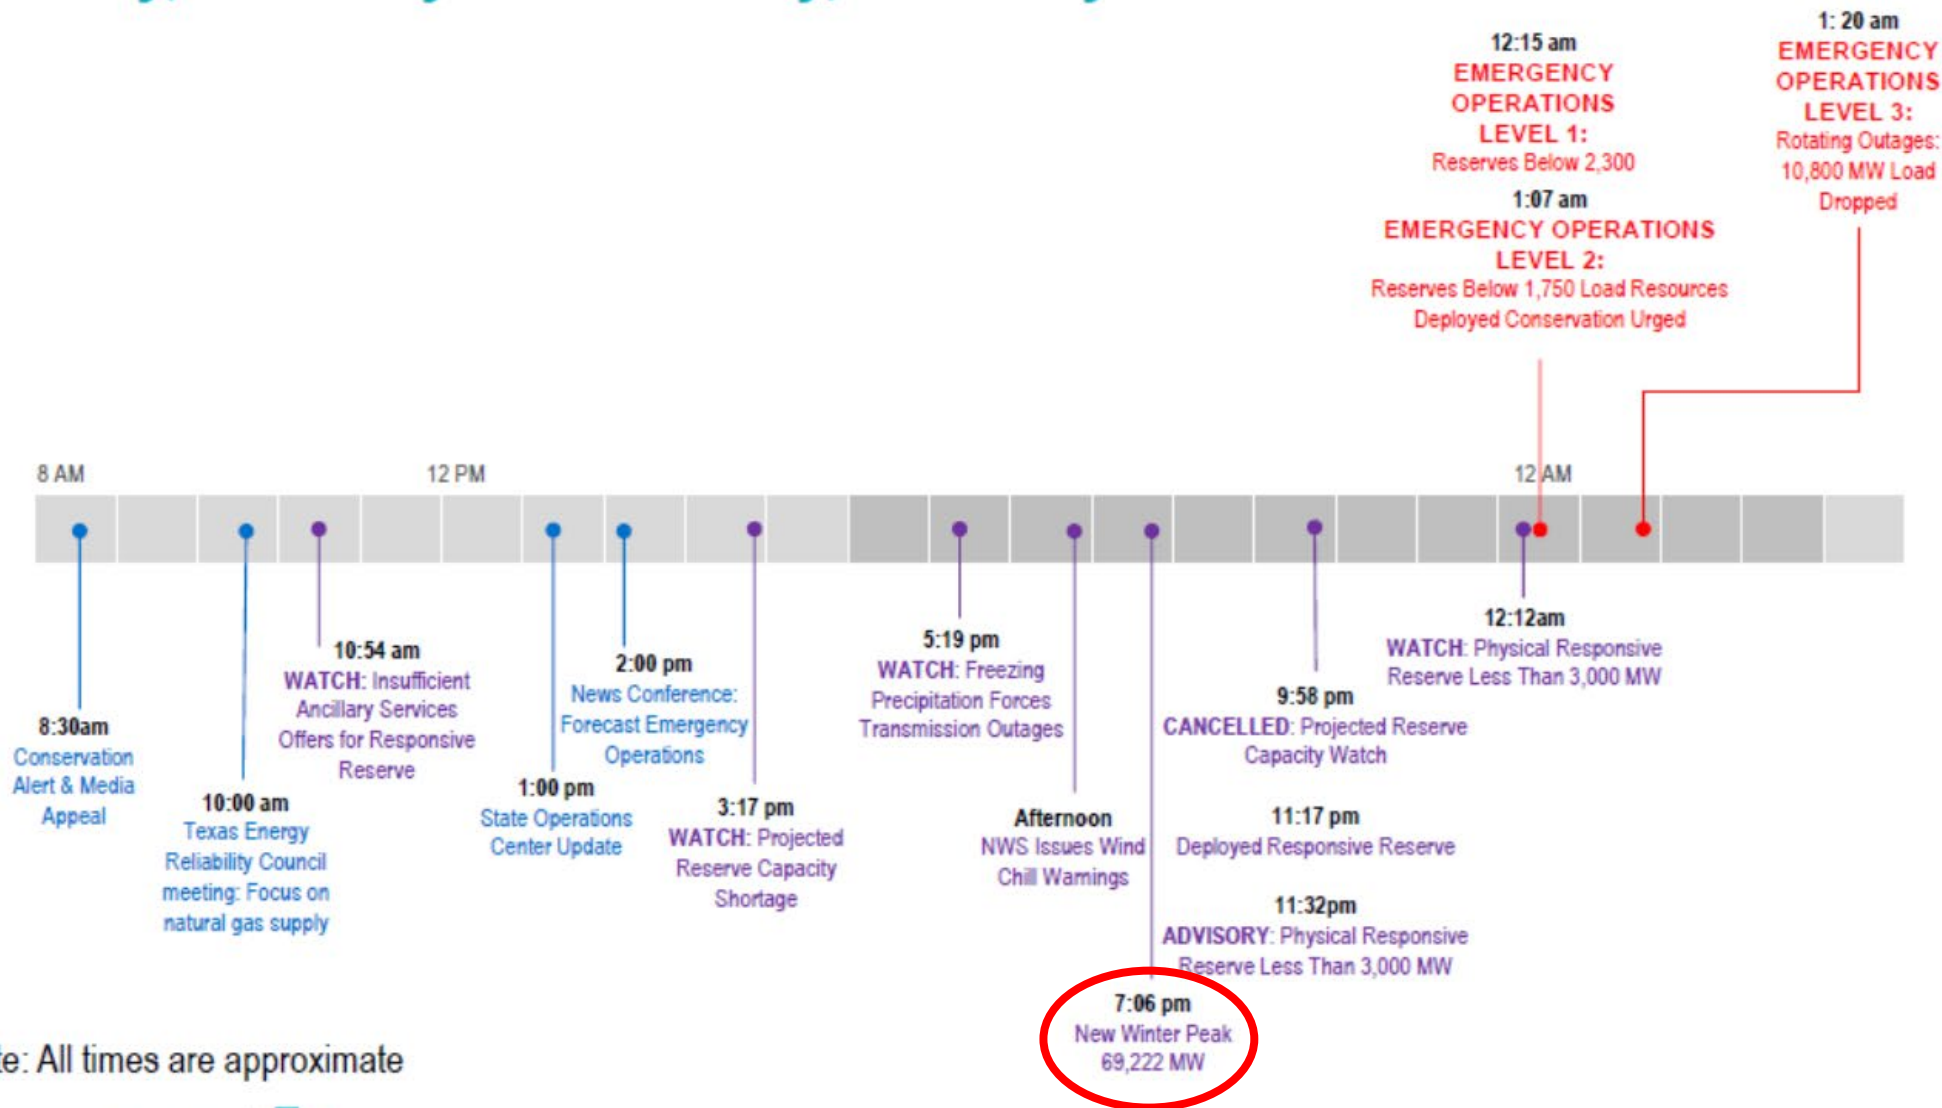 12:15 am
EMERGENCY
OPERATIONS
LEVEL 1:
Reserves Below 2,300
1:07 am
EMERGENCY OPERATIONS
LEVEL 2:
Reserves Below 1,750 Load Resources
Deployed Conservation Urged
1: 20 am
EMERGENCY
OPERATIONS
LEVEL 3:
Rotating Outages:
10,800 MW Load
Dropped
8 AM
12 PM
12 AM
8:30am
Conservation
Alert & Media
Appeal
10:00 am
Texas Energy
Reliability Council
meeting: Focus on
natural gas supply
10:54 am
WATCH: Insufficient
Ancillary Services
Offers for Responsive
Reserve
1:00 pm
State Operations
Center Update
2:00 pm
News Conference:
Forecast Emergency
Operations
3:17 pm
WATCH: Projected
Reserve Capacity
Shortage
5:19 pm
WATCH: Freezing
Precipitation Forces
Transmission Outages
Afternoon
NWS Issues Wind
Chill Warnings
7:06 pm
New Winter Peak
69,222 MW
9:58 pm
CANCELLED: Projected Reserve
Capacity Watch
11:17 pm
Deployed Responsive Reserve
11:32pm
ADVISORY: Physical Responsive
Reserve Less Than 3,000 MW
12:12am
WATCH: Physical Responsive
Reserve Less Than 3,000 MW
te: All times are approximate